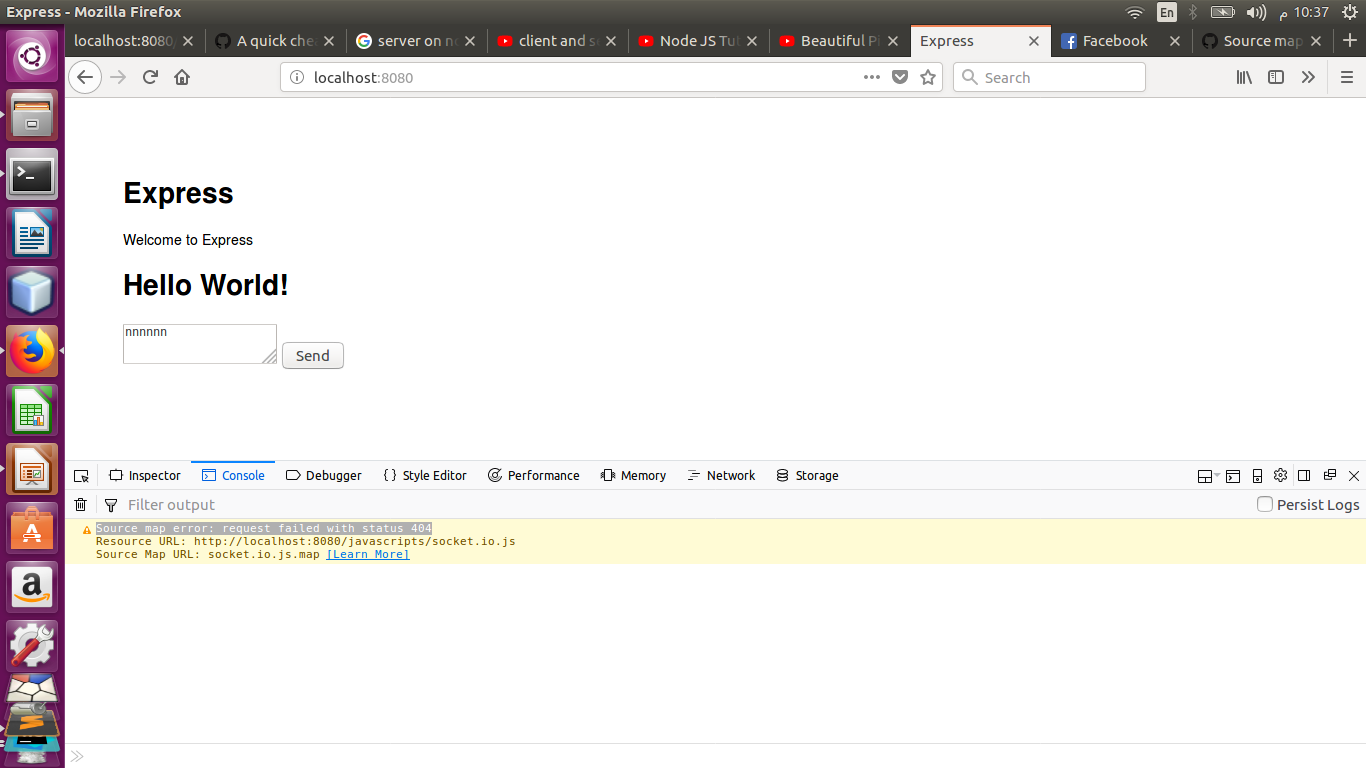 Express - Mozilla Firefox
En
م 10:37
localhost:8080/
A quick che
server on no
client and s
Node JS Tut
Beautiful Pi
Express
Facebook
Source map
localhost:8080
Search
Express
Welcome to Express
Hello World!
nnnnnn
Send
Inspector
Console
Debugger
Style Editor
Performance
Memory
Network
Storage
Filter output
Persist Logs
Source map error: request failed with status 404
Resource URL: http://localhost:8080/javascripts/socket.io.js
Source Map URL: socket.io.js.map [Learn More]